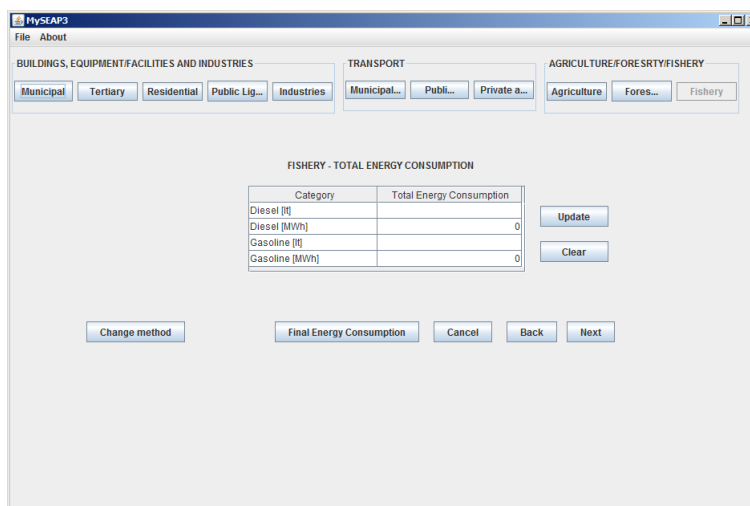 MySEAP3
File About
BUILDINGS, EQUIPMENT/FACILITIES AND INDUSTRIES
Municipal Tertiary Residential Public Lig... Industries
TRANSPORT
Municipal... Publi... Private a...
AGRICULTURE/FORESRTY/FISHERY
Agriculture Fores... Fishery
FISHERY - TOTAL ENERGY CONSUMPTION
Category Total Energy Consumption
Diesel [lt]
Diesel [MWh] 0
Gasoline [lt]
Gasoline [MWh] 0
Update
Clear
Change method Final Energy Consumption Cancel Back Next